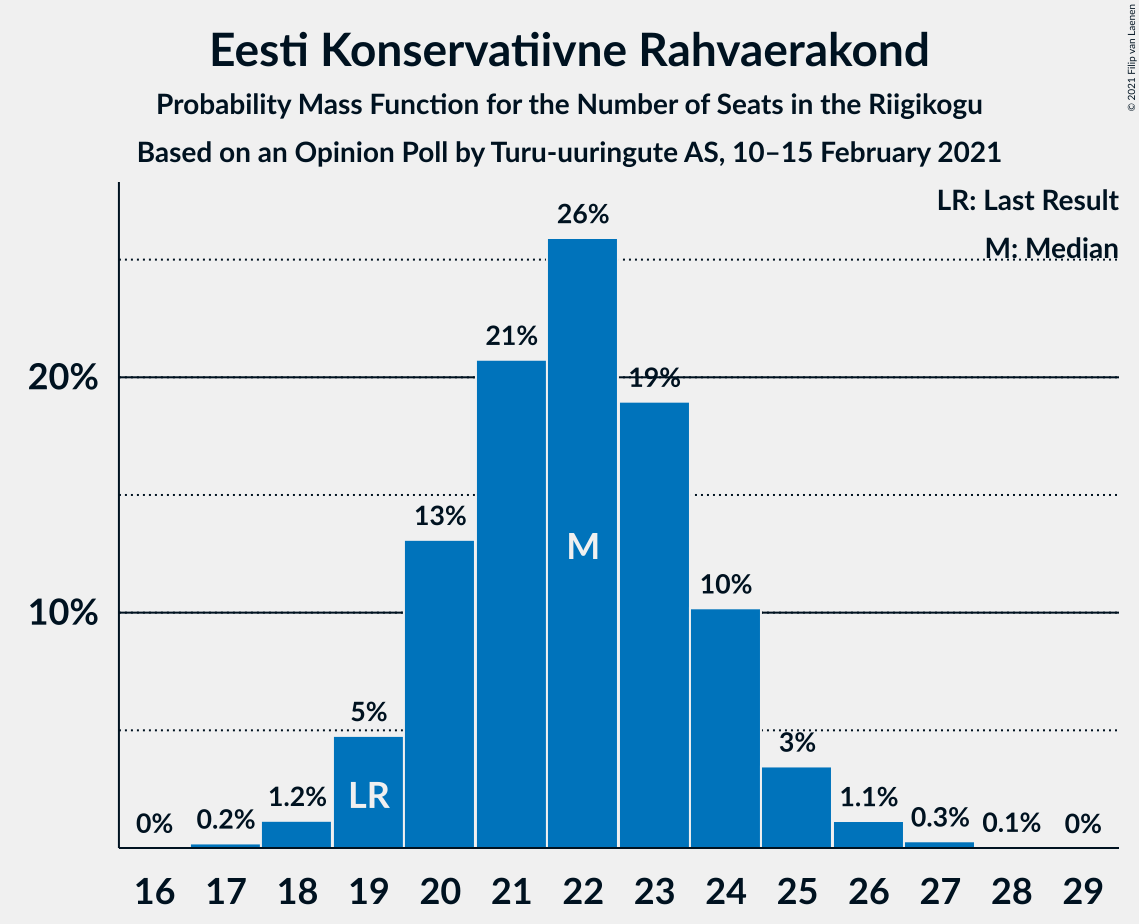 Eesti Konservatiivne Rahvaerakond
Probability Mass Function for the Number of Seats in the Riigikogu
Based on an Opinion Poll by Turu-uuringute AS, 10–15 February 2021
© 2021 Filip van Laenen
LR: Last Result
M: Median
20%
10%
0%
0.2%
1.2%
5%
13%
21%
26%
19%
10%
3%
1.1%
0.3%
0.1%
0%
LR
M
16 17 18 19 20 21 22 23 24 25 26 27 28 29